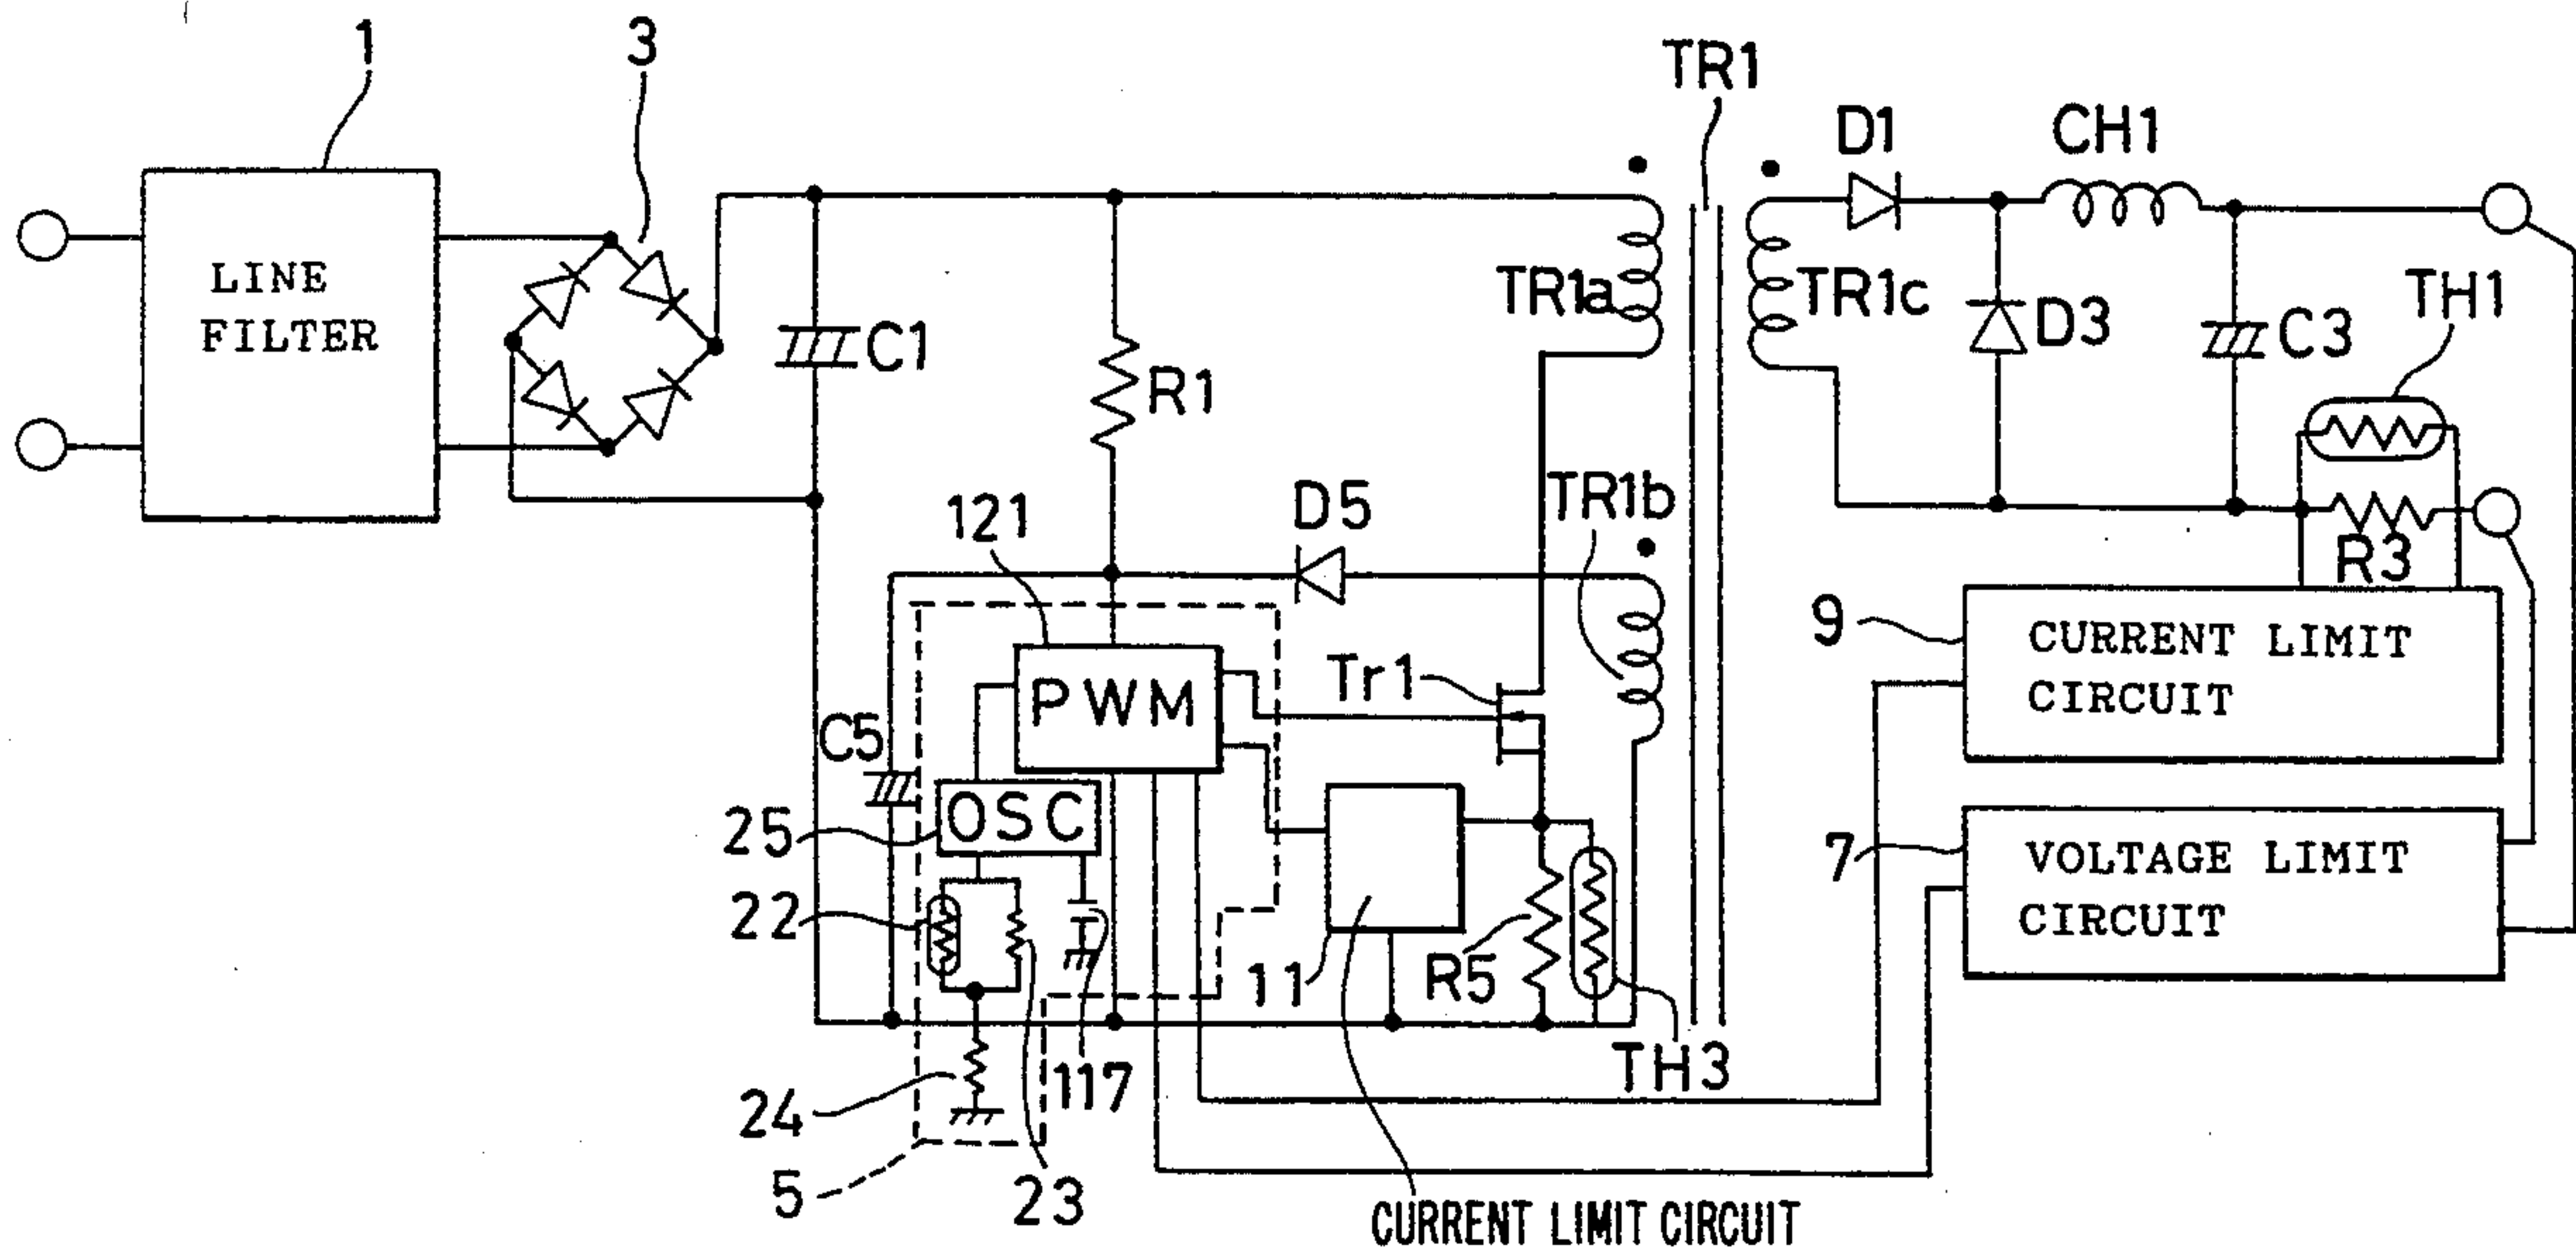 1
3
TR1
D1
CH1
LINE
FILTER
C1
R1
TR1a
TR1c
D3
C3
TH1
121
D5
TR1b
R3
9
CURRENT LIMIT
CIRCUIT
PWM
Tr1
C5
OSC
25
7
VOLTAGE LIMIT
CIRCUIT
22
11
R5
24
117
TH3
5
23
CURRENT LIMIT CIRCUIT